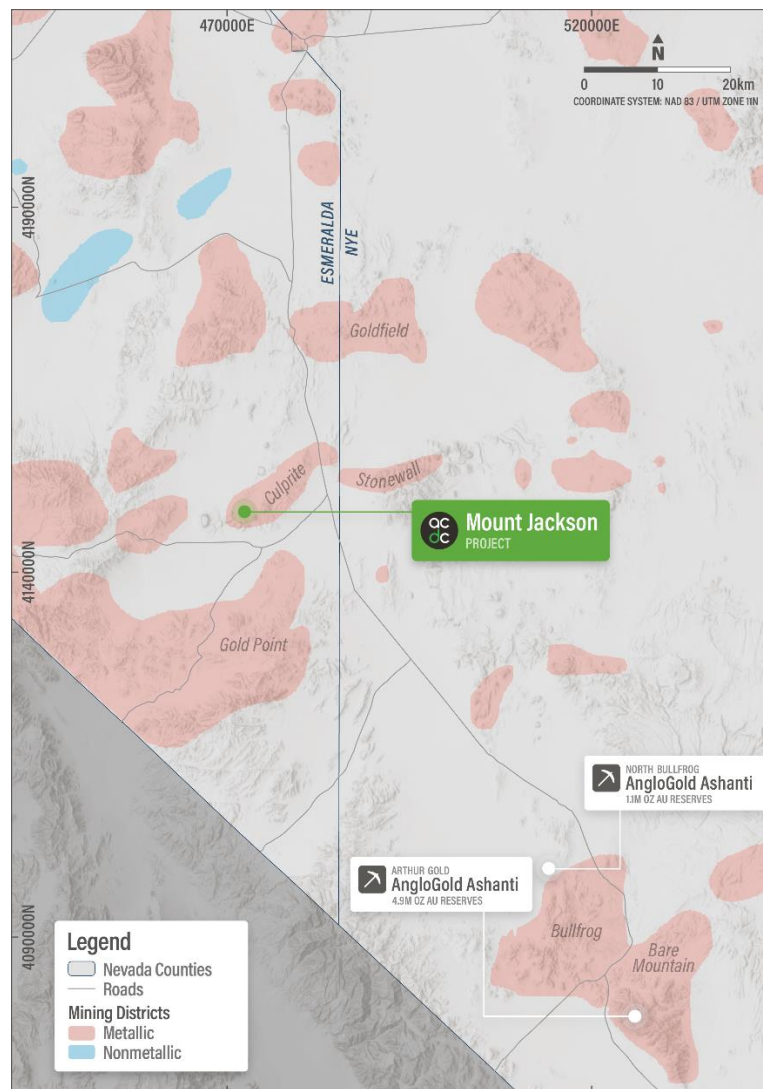 470000E
520000E
N
0 10 20km
COORDINATE SYSTEM: NAD 83 / UTM ZONE 11N
4190000N
ESMERALDA
NYE
Goldfield
Culprite
Stonewall
acdc
Mount Jackson
PROJECT
4140000N
Gold Point
NORTH BULLFROG
AngloGold Ashanti
1.1M OZ AU RESERVES
ARTHUR GOLD
AngloGold Ashanti
4.9M OZ AU RESERVES
4090000N
Bullfrog
Bare
Mountain
Legend
Nevada Counties
Roads
Mining Districts
Metallic
Nonmetallic